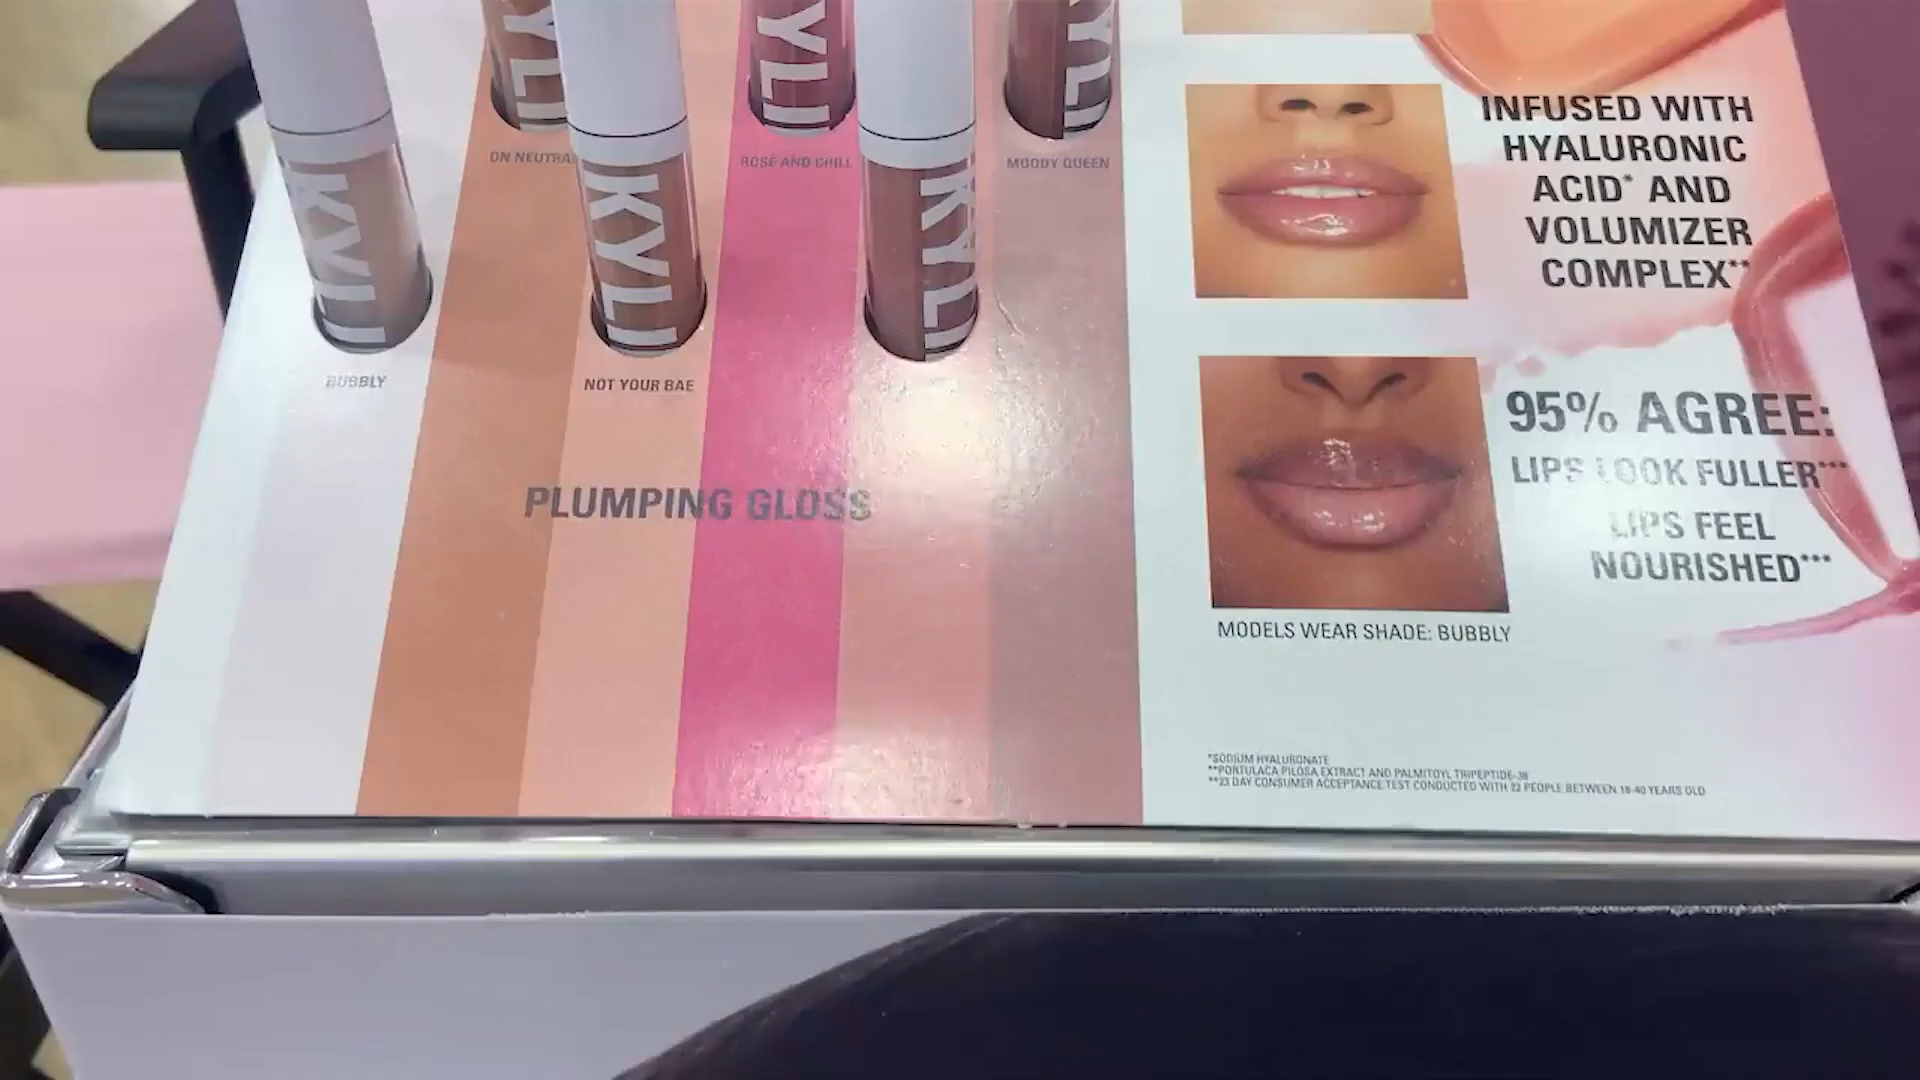 KYLI
KYLI
KYLI
KYLI
KYLI
KYLI
ON NEUTRAL
ROSÉ AND CHILL
MOODY QUEEN
BUBBLY
NOT YOUR BAE
PLUMPING GLOSS
INFUSED WITH
HYALURONIC
ACID* AND
VOLUMIZER
COMPLEX**
95% AGREE:
LIPS LOOK FULLER***
LIPS FEEL
NOURISHED***
MODELS WEAR SHADE: BUBBLY
*SODIUM HYALURONATE
**PORTULACA PILOSA EXTRACT AND PALMITOYL TRIPEPTIDE-38
**23 DAY CONSUMER ACCEPTANCE TEST CONDUCTED WITH 22 PEOPLE BETWEEN 18-40 YEARS OLD